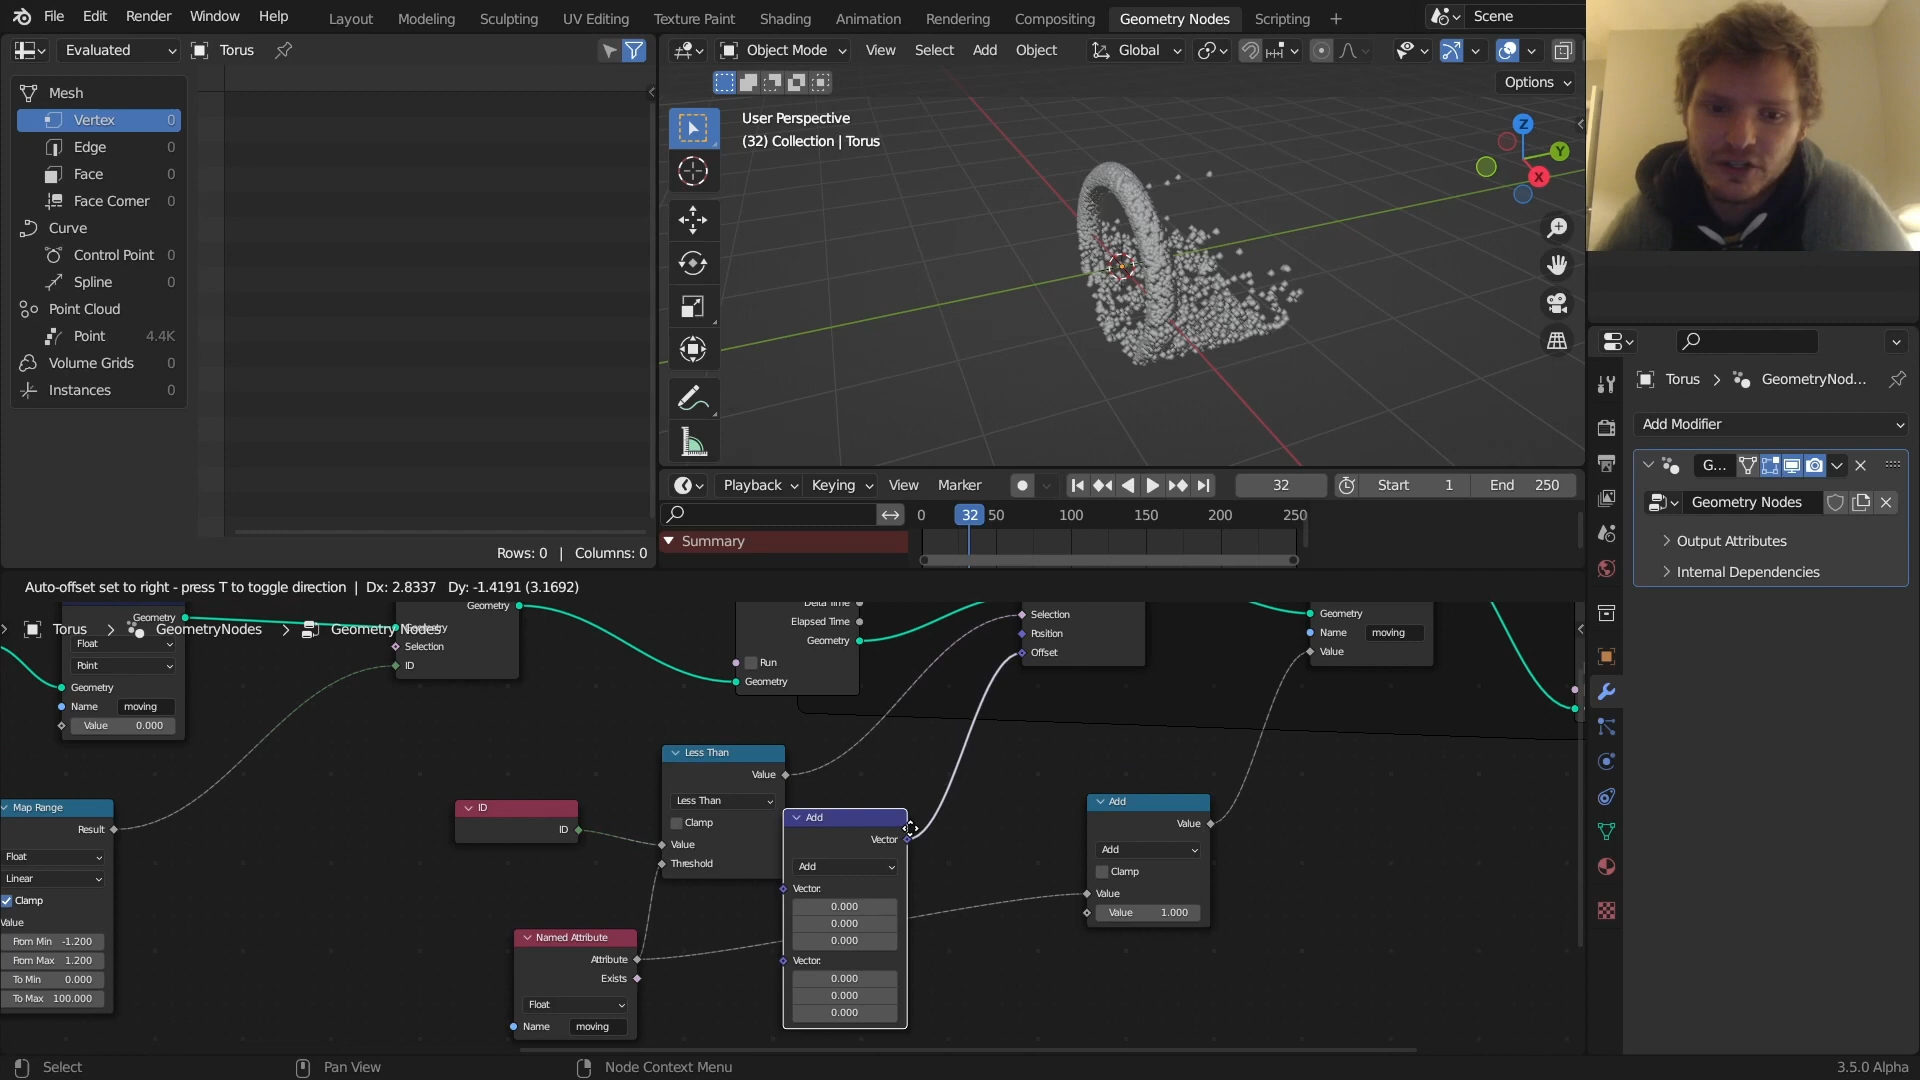 File Edit Render Window Help Layout Modeling Sculpting UV Editing Texture Paint Shading Animation Rendering Compositing Geometry Nodes Scripting + Scene
Evaluated Torus
Object Mode View Select Add Object Global
Options
Mesh
Vertex 0
Edge 0
Face 0
Face Corner 0
Curve
Control Point 0
Spline 0
Point Cloud
Point 4.4K
Volume Grids 0
Instances 0
Rows: 0 | Columns: 0
User Perspective
(32) Collection | Torus
Z
Y
X
Playback Keying View Marker 32 Start 1 End 250
0 32 50 100 150 200 250
Summary
Torus > GeometryNod...
Add Modifier
G...
Geometry Nodes
> Output Attributes
> Internal Dependencies
Auto-offset set to right - press T to toggle direction | Dx: 2.8337 Dy: -1.4191 (3.1692)
Torus > GeometryNodes > Geometry Nodes
Geometry
Float
Point
Geometry
Name moving
Value 0.000
Geometry
Selection
ID
Elapsed Time
Geometry
Run
Geometry
Selection
Position
Offset
Geometry
Name moving
Value
Map Range
Result
Float
Linear
Clamp
Value
From Min -1.200
From Max 1.200
To Min 0.000
To Max 100.000
ID
ID
Less Than
Value
Less Than
Clamp
Value
Threshold
Named Attribute
Attribute
Exists
Float
Name moving
Add
Vector
Add
Vector:
0.000
0.000
0.000
Vector:
0.000
0.000
0.000
Add
Value
Add
Clamp
Value
Value 1.000
Select Pan View Node Context Menu 3.5.0 Alpha